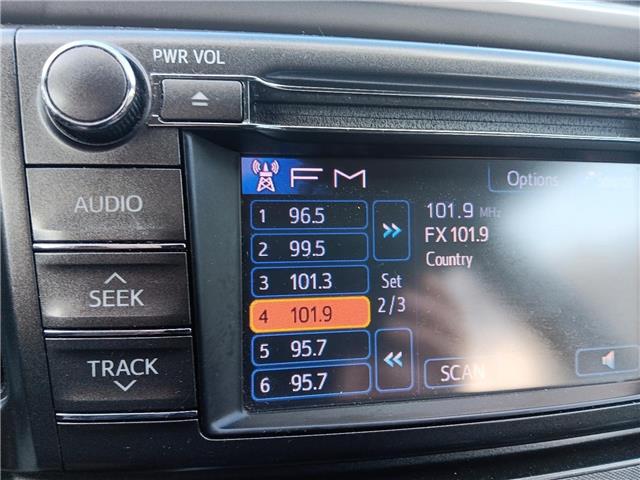 PWR VOL
AUDIO
SEEK
TRACK
FM
Options
1 96.5
2 99.5
3 101.3
4 101.9
5 95.7
6 95.7
Set
2/3
101.9 MHz
FX 101.9
Country
SCAN